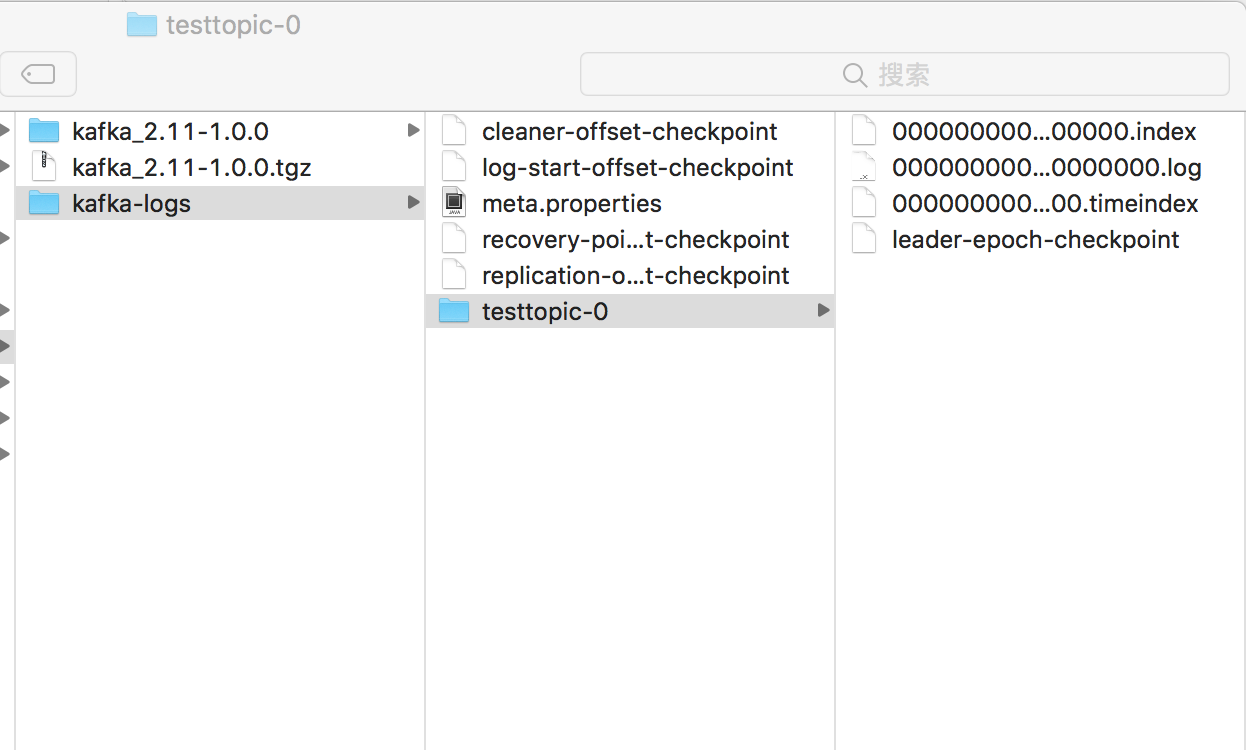 testtopic-0
搜索
kafka_2.11-1.0.0
kafka_2.11-1.0.0.tgz
kafka-logs
cleaner-offset-checkpoint
log-start-offset-checkpoint
meta.properties
recovery-poi...t-checkpoint
replication-o...t-checkpoint
testtopic-0
000000000...00000.index
000000000...0000000.log
000000000...00.timeindex
leader-epoch-checkpoint